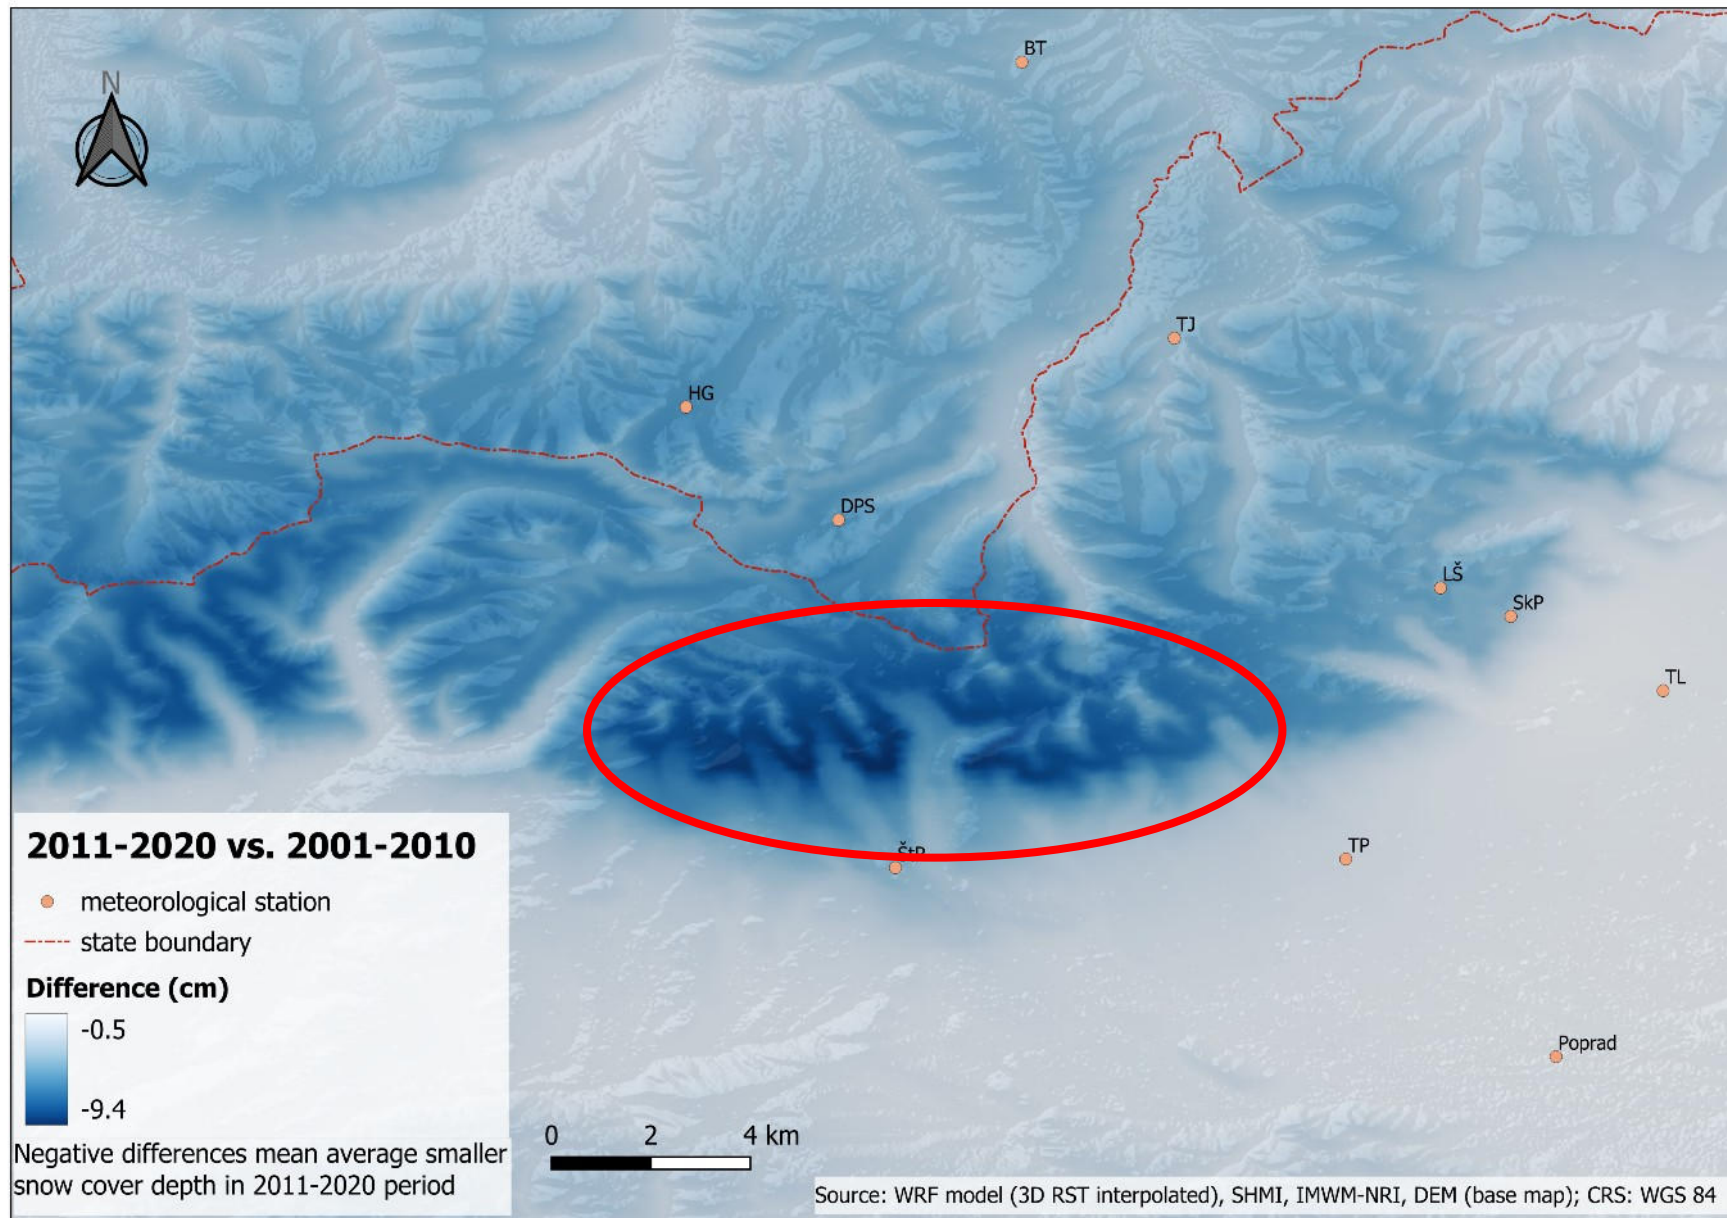 N
BT
TJ
HG
DPS
LŠ
SkP
TL
ŠtP
TP
Poprad
2011-2020 vs. 2001-2010
meteorological station
state boundary
Difference (cm)
-0.5
-9.4
Negative differences mean average smaller
snow cover depth in 2011-2020 period
0 2 4 km
Source: WRF model (3D RST interpolated), SHMI, IMWM-NRI, DEM (base map); CRS: WGS 84